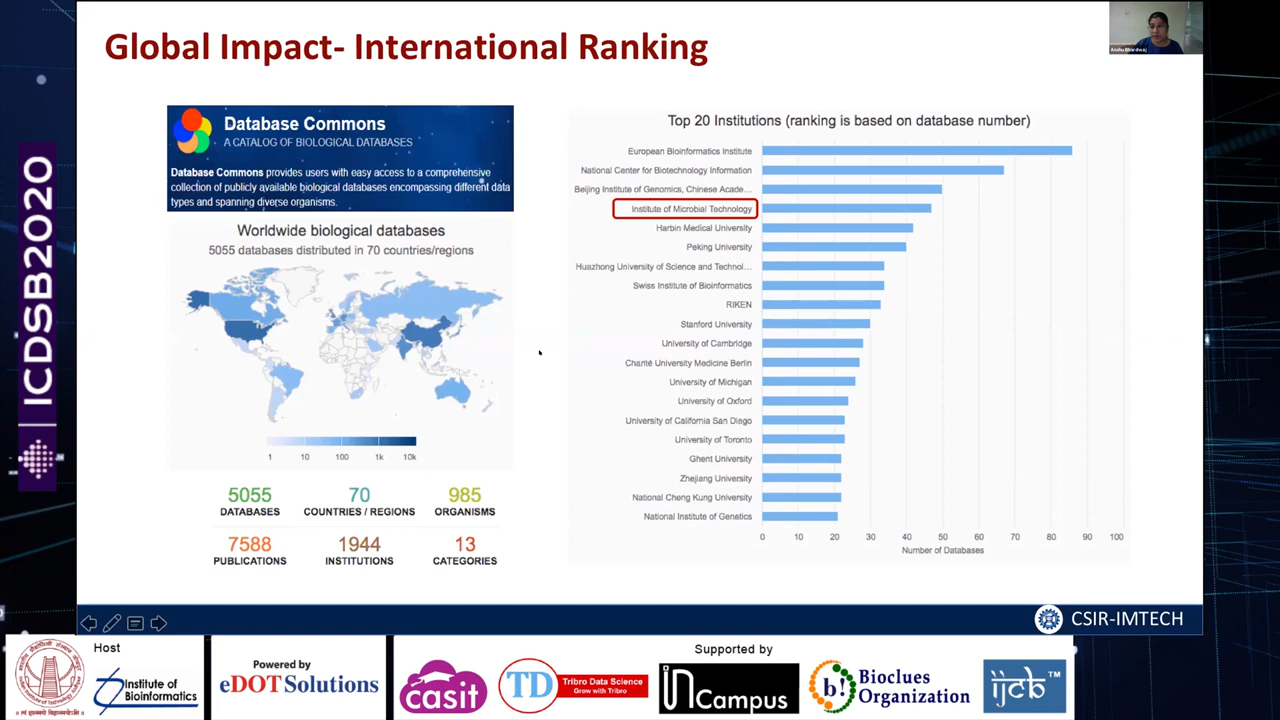 Global Impact- International Ranking
Anshu Bhardwaj
Database Commons
A CATALOG OF BIOLOGICAL DATABASES
Database Commons provides users with easy access to a comprehensive
collection of publicly available biological databases encompassing different data
types and spanning diverse organisms.
Worldwide biological databases
5055 databases distributed in 70 countries/regions
1 10 100 1k 10k
5055 70 985
DATABASES COUNTRIES / REGIONS ORGANISMS
7588 1944 13
PUBLICATIONS INSTITUTIONS CATEGORIES
Top 20 Institutions (ranking is based on database number)
European Bioinformatics Institute
National Center for Biotechnology Information
Beijing Institute of Genomics, Chinese Acade...
Institute of Microbial Technology
Harbin Medical University
Peking University
Huazhong University of Science and Technol...
Swiss Institute of Bioinformatics
RIKEN
Stanford University
University of Cambridge
Charité University Medicine Berlin
University of Michigan
University of Oxford
University of California San Diego
University of Toronto
Ghent University
Zhejiang University
National Cheng Kung University
National Institute of Genetics
0 10 20 30 40 50 60 70 80 90 100
Number of Databases
CSIR-IMTECH
ICDSB2020
Host
Institute of
Bioinformatics
Powered by
eDOT Solutions
Supported by
casit
TD
Tribro Data Science
Grow with Tribro
inCampus
b!
Bioclues
Organization
ijcb™